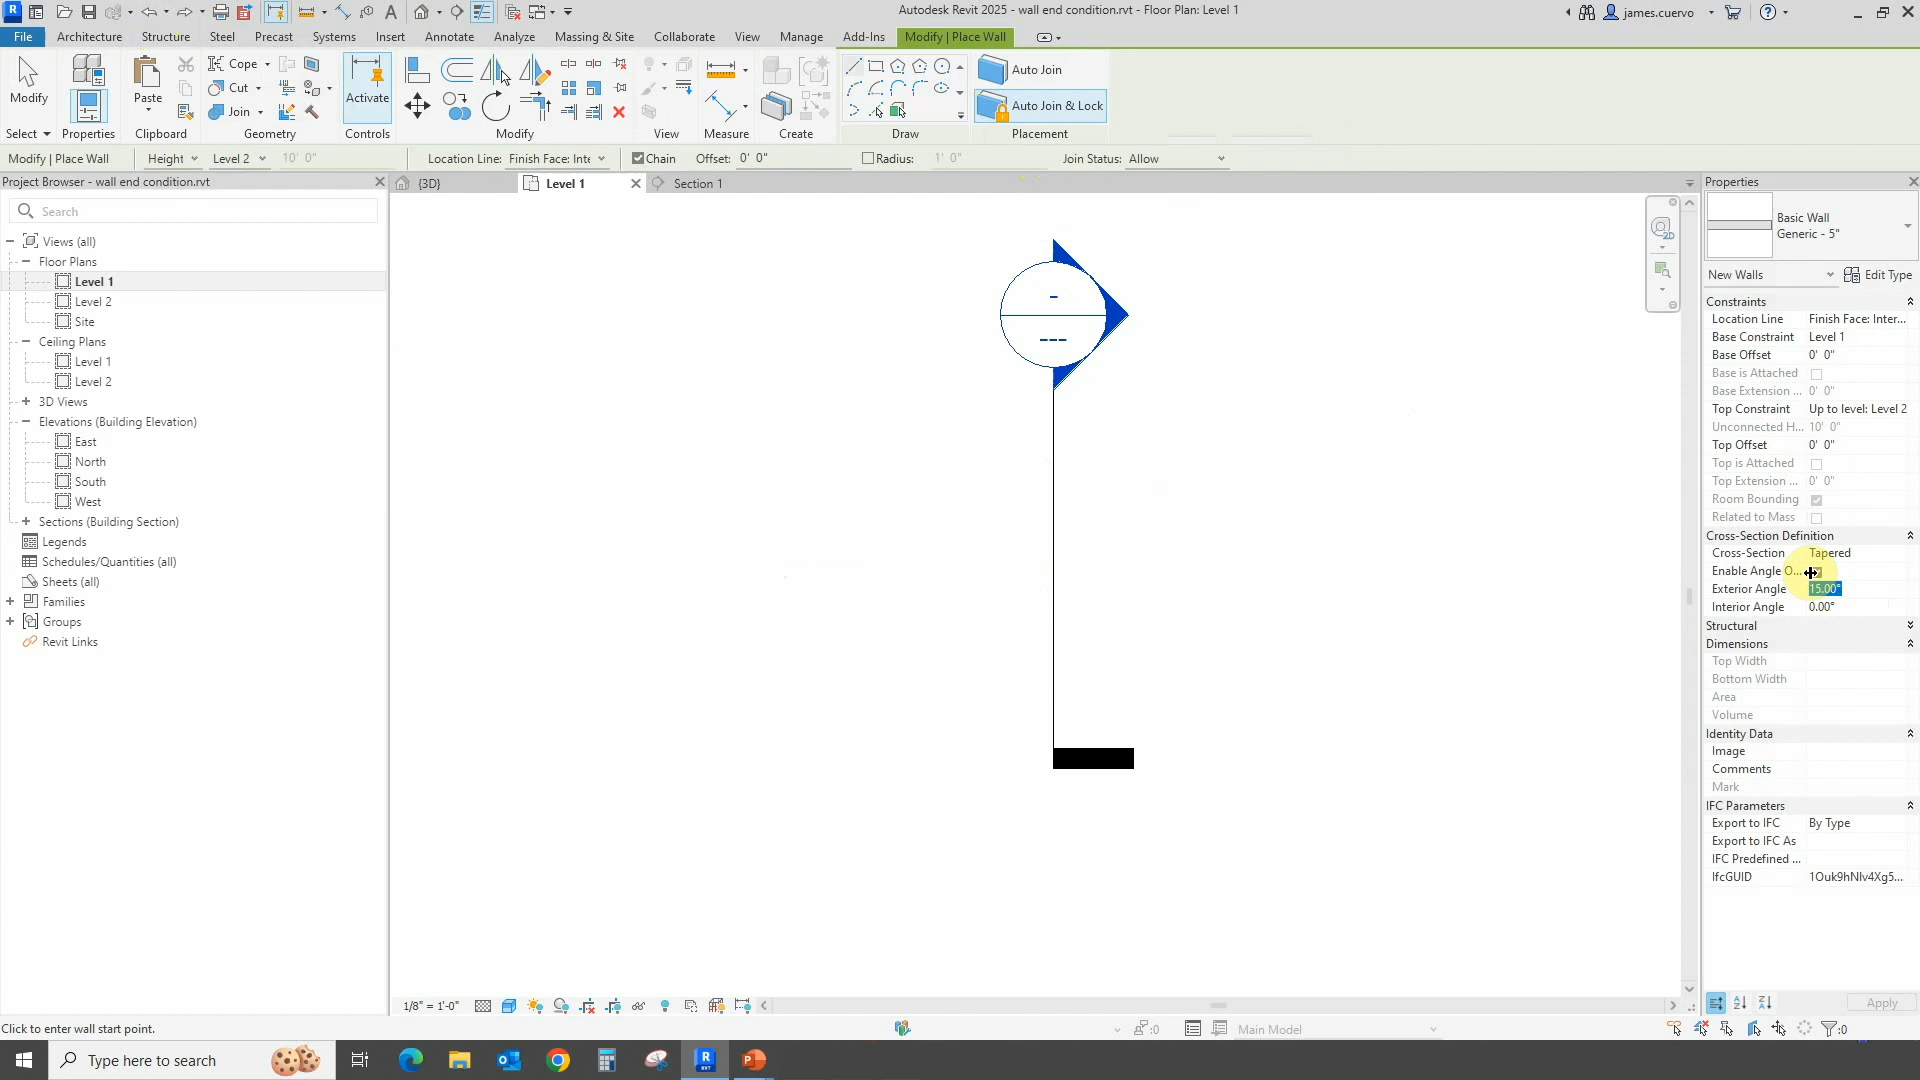 Autodesk Revit 2025 - wall end condition.rvt - Floor Plan: Level 1
james.cuervo
File Architecture Structure Steel Precast Systems Insert Annotate Analyze Massing & Site Collaborate View Manage Add-Ins Modify | Place Wall
Modify
Paste
Cope
Cut
Join
Activate
Auto Join
Auto Join & Lock
Select Properties Clipboard Geometry Controls Modify View Measure Create Draw Placement
Modify | Place Wall Height Level 2 10' 0" Location Line: Finish Face: Inte Chain Offset: 0' 0" Radius: 1' 0" Join Status: Allow
Project Browser - wall end condition.rvt
{3D} Level 1 Section 1
Search
Views (all)
Floor Plans
Level 1
Level 2
Site
Ceiling Plans
Level 1
Level 2
3D Views
Elevations (Building Elevation)
East
North
South
West
Sections (Building Section)
Legends
Schedules/Quantities (all)
Sheets (all)
Families
Groups
Revit Links
-
---
2D
Properties
Basic Wall
Generic - 5"
New Walls Edit Type
Constraints
Location Line Finish Face: Inter...
Base Constraint Level 1
Base Offset 0' 0"
Base is Attached
Base Extension ... 0' 0"
Top Constraint Up to level: Level 2
Unconnected H... 10' 0"
Top Offset 0' 0"
Top is Attached
Top Extension ... 0' 0"
Room Bounding
Related to Mass
Cross-Section Definition
Cross-Section Tapered
Enable Angle O...
Exterior Angle 15.00°
Interior Angle 0.00°
Structural
Dimensions
Top Width
Bottom Width
Area
Volume
Identity Data
Image
Comments
Mark
IFC Parameters
Export to IFC By Type
Export to IFC As
IFC Predefined ...
IfcGUID 1Ouk9hNlv4Xg5...
Apply
1/8" = 1'-0"
Click to enter wall start point.
:0
Main Model
:0
Type here to search